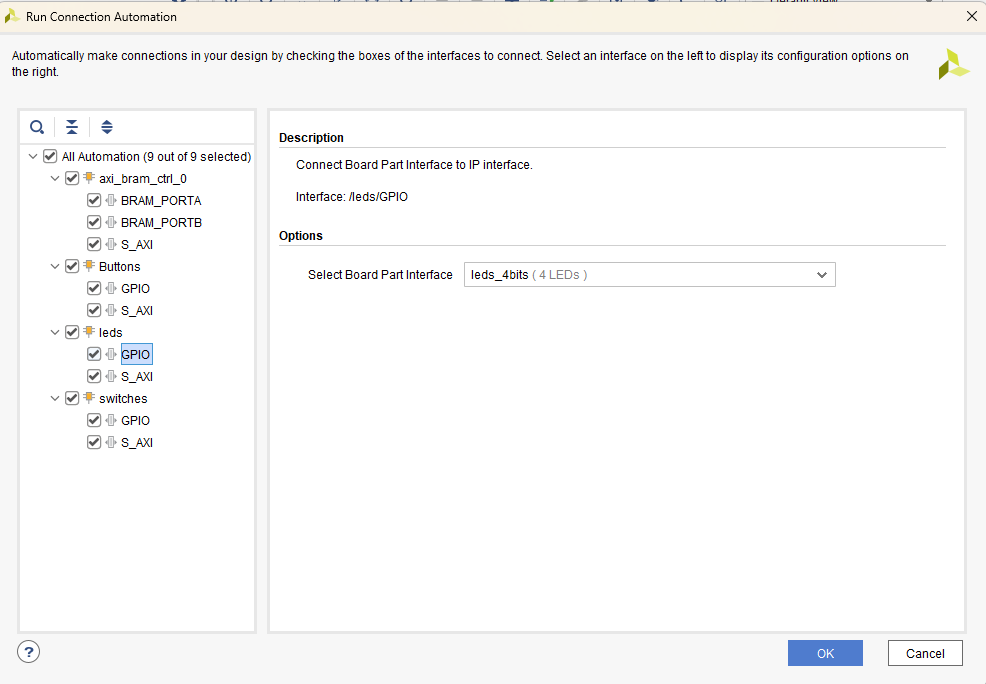 Run Connection Automation
Automatically make connections in your design by checking the boxes of the interfaces to connect. Select an interface on the left to display its configuration options on
the right.
All Automation (9 out of 9 selected)
axi_bram_ctrl_0
BRAM_PORTA
BRAM_PORTB
S_AXI
Buttons
GPIO
S_AXI
leds
GPIO
S_AXI
switches
GPIO
S_AXI
Description
Connect Board Part Interface to IP interface.
Interface: /leds/GPIO
Options
Select Board Part Interface
leds_4bits ( 4 LEDs )
?
OK
Cancel